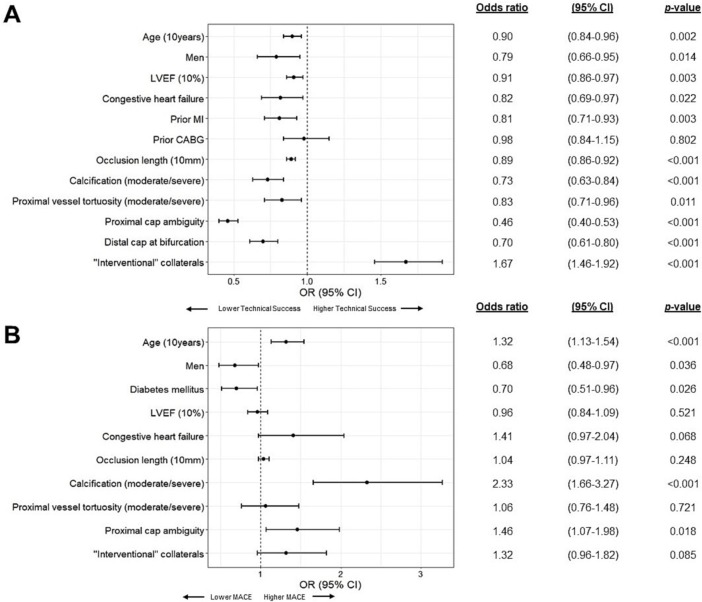 A
Odds ratio (95% CI) p-value
Age (10years) 0.90 (0.84-0.96) 0.002
Men 0.79 (0.66-0.95) 0.014
LVEF (10%) 0.91 (0.86-0.97) 0.003
Congestive heart failure 0.82 (0.69-0.97) 0.022
Prior MI 0.81 (0.71-0.93) 0.003
Prior CABG 0.98 (0.84-1.15) 0.802
Occlusion length (10mm) 0.89 (0.86-0.92) <0.001
Calcification (moderate/severe) 0.73 (0.63-0.84) <0.001
Proximal vessel tortuosity (moderate/severe) 0.83 (0.71-0.96) 0.011
Proximal cap ambiguity 0.46 (0.40-0.53) <0.001
Distal cap at bifurcation 0.70 (0.61-0.80) <0.001
"Interventional" collaterals 1.67 (1.46-1.92) <0.001
0.5 1.0 1.5
OR (95% CI)
Lower Technical Success Higher Technical Success
B
Odds ratio (95% CI) p-value
Age (10years) 1.32 (1.13-1.54) <0.001
Men 0.68 (0.48-0.97) 0.036
Diabetes mellitus 0.70 (0.51-0.96) 0.026
LVEF (10%) 0.96 (0.84-1.09) 0.521
Congestive heart failure 1.41 (0.97-2.04) 0.068
Occlusion length (10mm) 1.04 (0.97-1.11) 0.248
Calcification (moderate/severe) 2.33 (1.66-3.27) <0.001
Proximal vessel tortuosity (moderate/severe) 1.06 (0.76-1.48) 0.721
Proximal cap ambiguity 1.46 (1.07-1.98) 0.018
"Interventional" collaterals 1.32 (0.96-1.82) 0.085
1 2 3
OR (95% CI)
Lower MACE Higher MACE